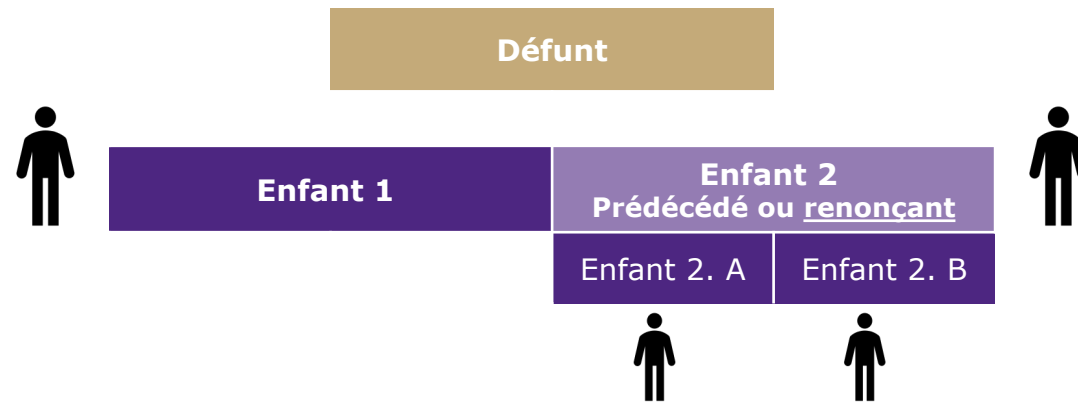 Défunt
Enfant 1
Enfant 2
Prédécédé ou renonçant
Enfant 2. A
Enfant 2. B